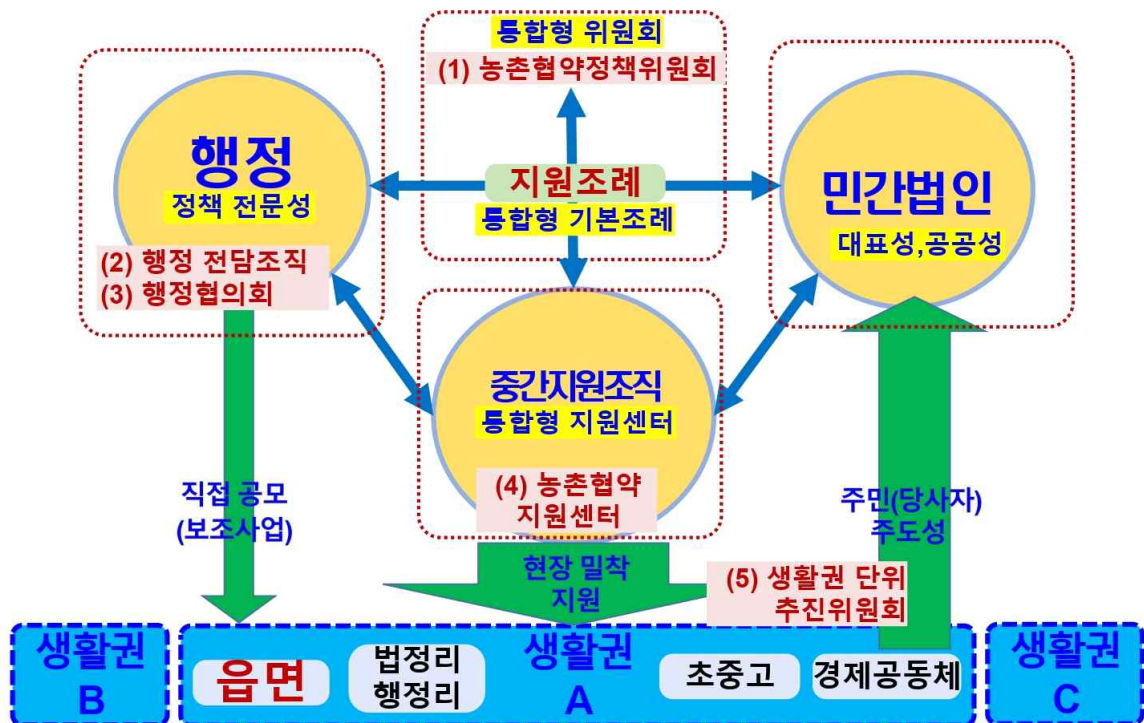 통합형 위원회
(1) 농촌협약정책위원회
행정
정책 전문성
(2) 행정 전담조직
(3) 행정협의회
지원조례
통합형 기본조례
민간법인
대표성,공공성
중간지원조직
통합형 지원센터
(4) 농촌협약
지원센터
직접 공모
(보조사업)
현장 밀착
지원
주민(당사자)
주도성
(5) 생활권 단위
추진위원회
생활권
B
읍면
법정리
행정리
생활권
A
초중고
경제공동체
생활권
C